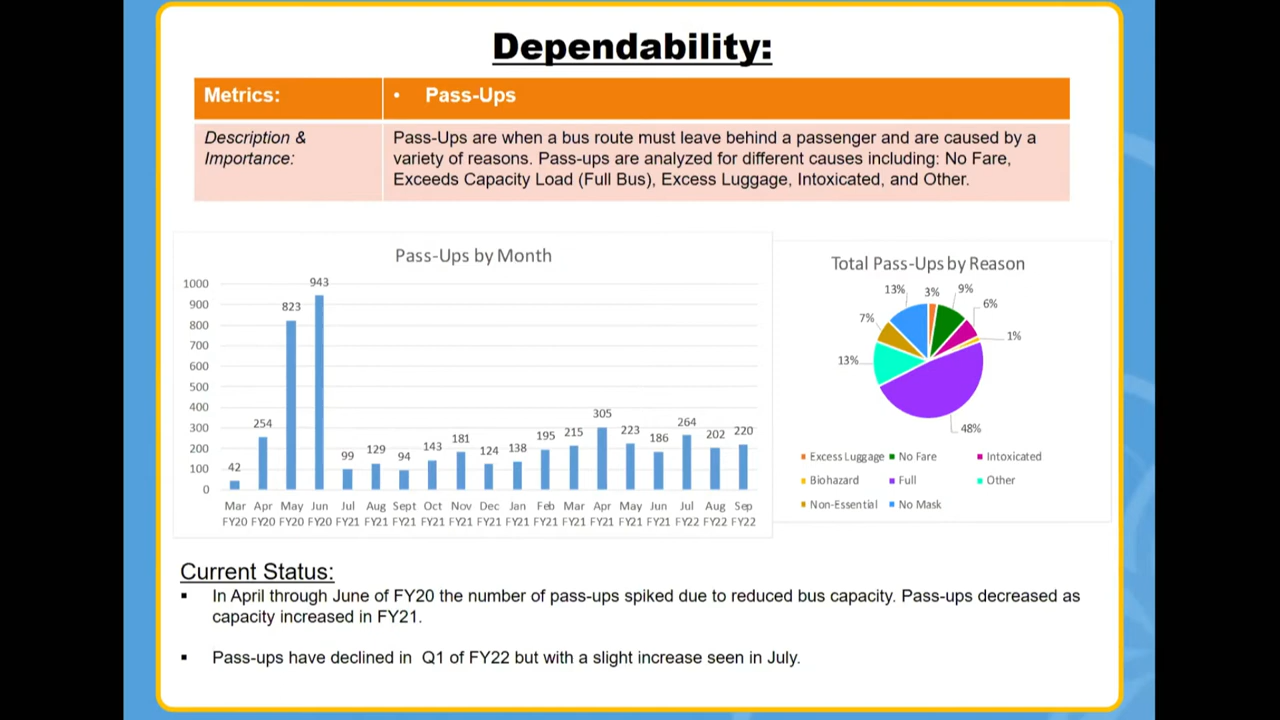 Dependability:
Metrics:
• Pass-Ups
Description &
Importance:
Pass-Ups are when a bus route must leave behind a passenger and are caused by a
variety of reasons. Pass-ups are analyzed for different causes including: No Fare,
Exceeds Capacity Load (Full Bus), Excess Luggage, Intoxicated, and Other.
Pass-Ups by Month
1000
900
800
700
600
500
400
300
200
100
0
42
254
823
943
99
129
94
143
181
124
138
195
215
305
223
186
264
202
220
Mar Apr May Jun Jul Aug Sept Oct Nov Dec Jan Feb Mar Apr May Jun Jul Aug Sep
FY20 FY20 FY20 FY20 FY21 FY21 FY21 FY21 FY21 FY21 FY21 FY21 FY21 FY21 FY21 FY21 FY22 FY22 FY22
Total Pass-Ups by Reason
13% 3% 9%
6%
7%
1%
13%
48%
Excess Luggage No Fare Intoxicated
Biohazard Full Other
Non-Essential No Mask
Current Status:
▪ In April through June of FY20 the number of pass-ups spiked due to reduced bus capacity. Pass-ups decreased as
capacity increased in FY21.
▪ Pass-ups have declined in Q1 of FY22 but with a slight increase seen in July.